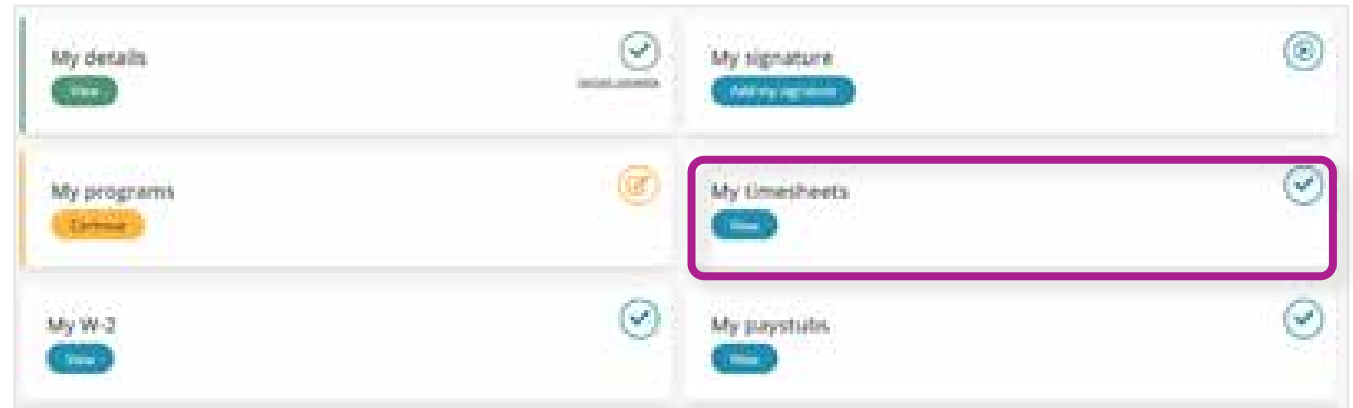 My details
View
My signature
Add my signature
My programs
Continue
My timesheets
View
My W-2
View
My paystubs
View